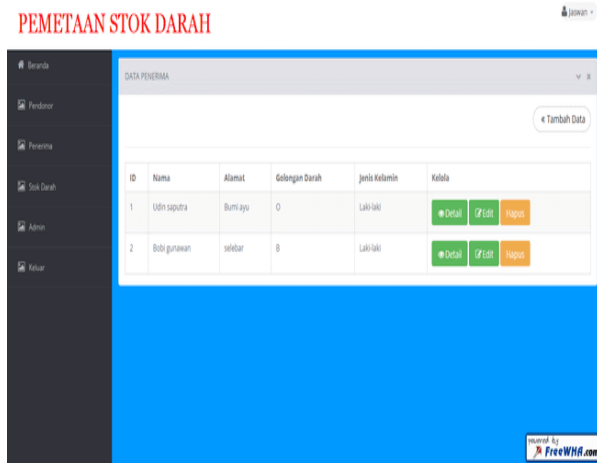 PEMETAAN STOK DARAH
Jaswan
Beranda
Pendonor
Penerima
Stok Darah
Admin
Keluar
DATA PENERIMA
« Tambah Data
ID Nama Alamat Golongan Darah Jenis Kelamin Kelola
1 Udin saputra Bumi ayu O Laki-laki Detail Edit Hapus
2 Bobi gunawan selebar B Laki-laki Detail Edit Hapus
powered by
FreeWHA.com